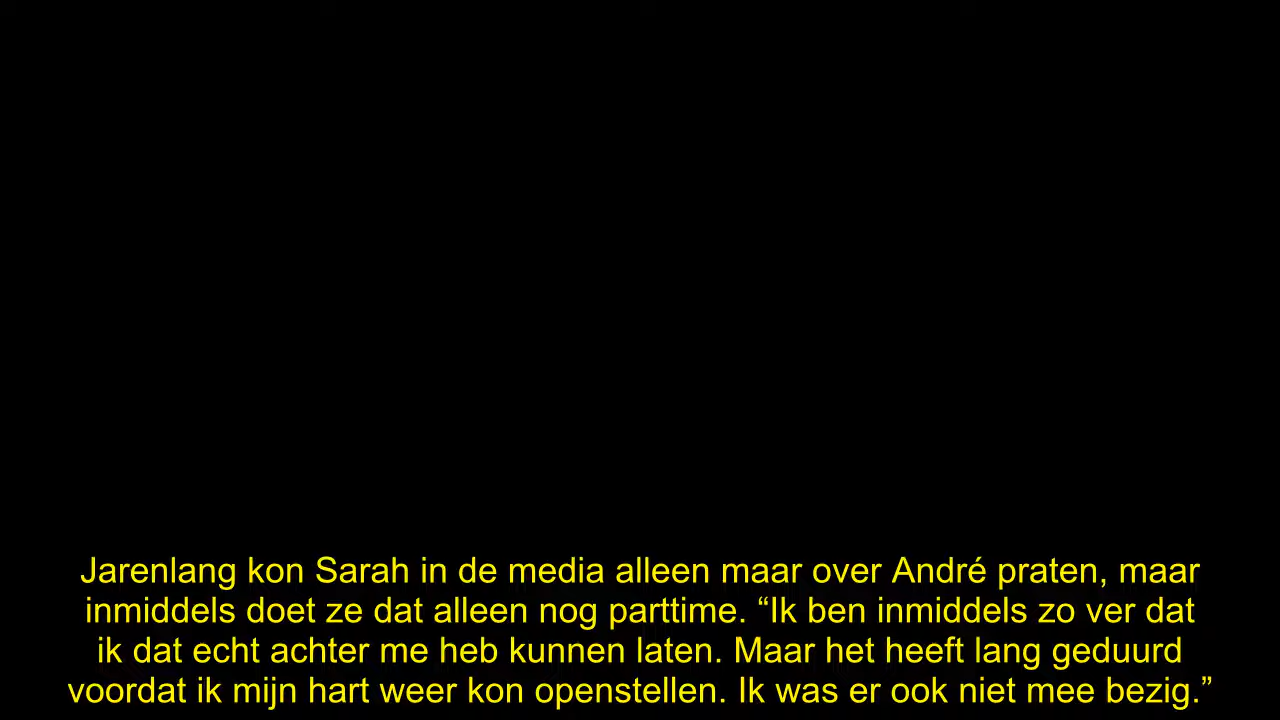 Jarenlang kon Sarah in de media alleen maar over André praten, maar
inmiddels doet ze dat alleen nog parttime. “Ik ben inmiddels zo ver dat
ik dat echt achter me heb kunnen laten. Maar het heeft lang geduurd
voordat ik mijn hart weer kon openstellen. Ik was er ook niet mee bezig.”